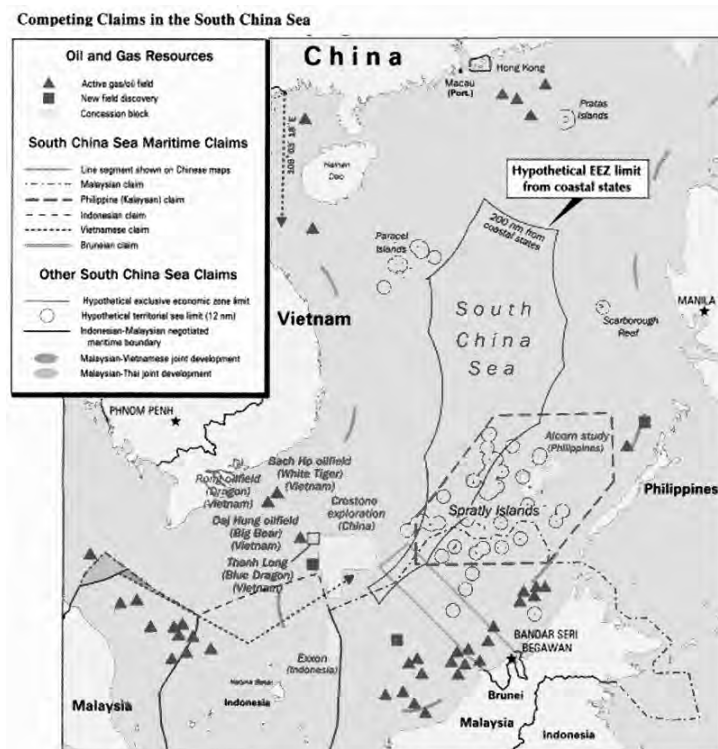 Competing Claims in the South China Sea
Oil and Gas Resources
Active gas/oil field
New field discovery
Concession block
South China Sea Maritime Claims
Line segment shown on Chinese maps
Malaysian claim
Philippine (Kalayaan) claim
Indonesian claim
Vietnamese claim
Bruneian claim
Other South China Sea Claims
Hypothetical exclusive economic zone limit
Hypothetical territorial sea limit (12 nm)
Indonesian-Malaysian negotiated
maritime boundary
Malaysian-Vietnamese joint development
Malaysian-Thai joint development
China
Hong Kong
Macau
(Port.)
Pratas
Islands
108° 03' 18" E
Hainan
Dao
Hypothetical EEZ limit
from coastal states
200 nm from
coastal states
Paracel
Islands
Vietnam
South
China
Sea
Scarborough
Reef
MANILA
PHNOM PENH
Bach Ho oilfield
(White Tiger)
(Vietnam)
Rong oilfield
(Dragon)
(Vietnam)
Crestone
exploration
(China)
Alcorn study
(Philippines)
Philippines
Spratly Islands
Dai Hung oilfield
(Big Bear)
(Vietnam)
Thanh Long
(Blue Dragon)
(Vietnam)
BANDAR SERI
BEGAWAN
Exxon
(Indonesia)
Natuna Besar
Malaysia
Indonesia
Brunei
Malaysia
Indonesia